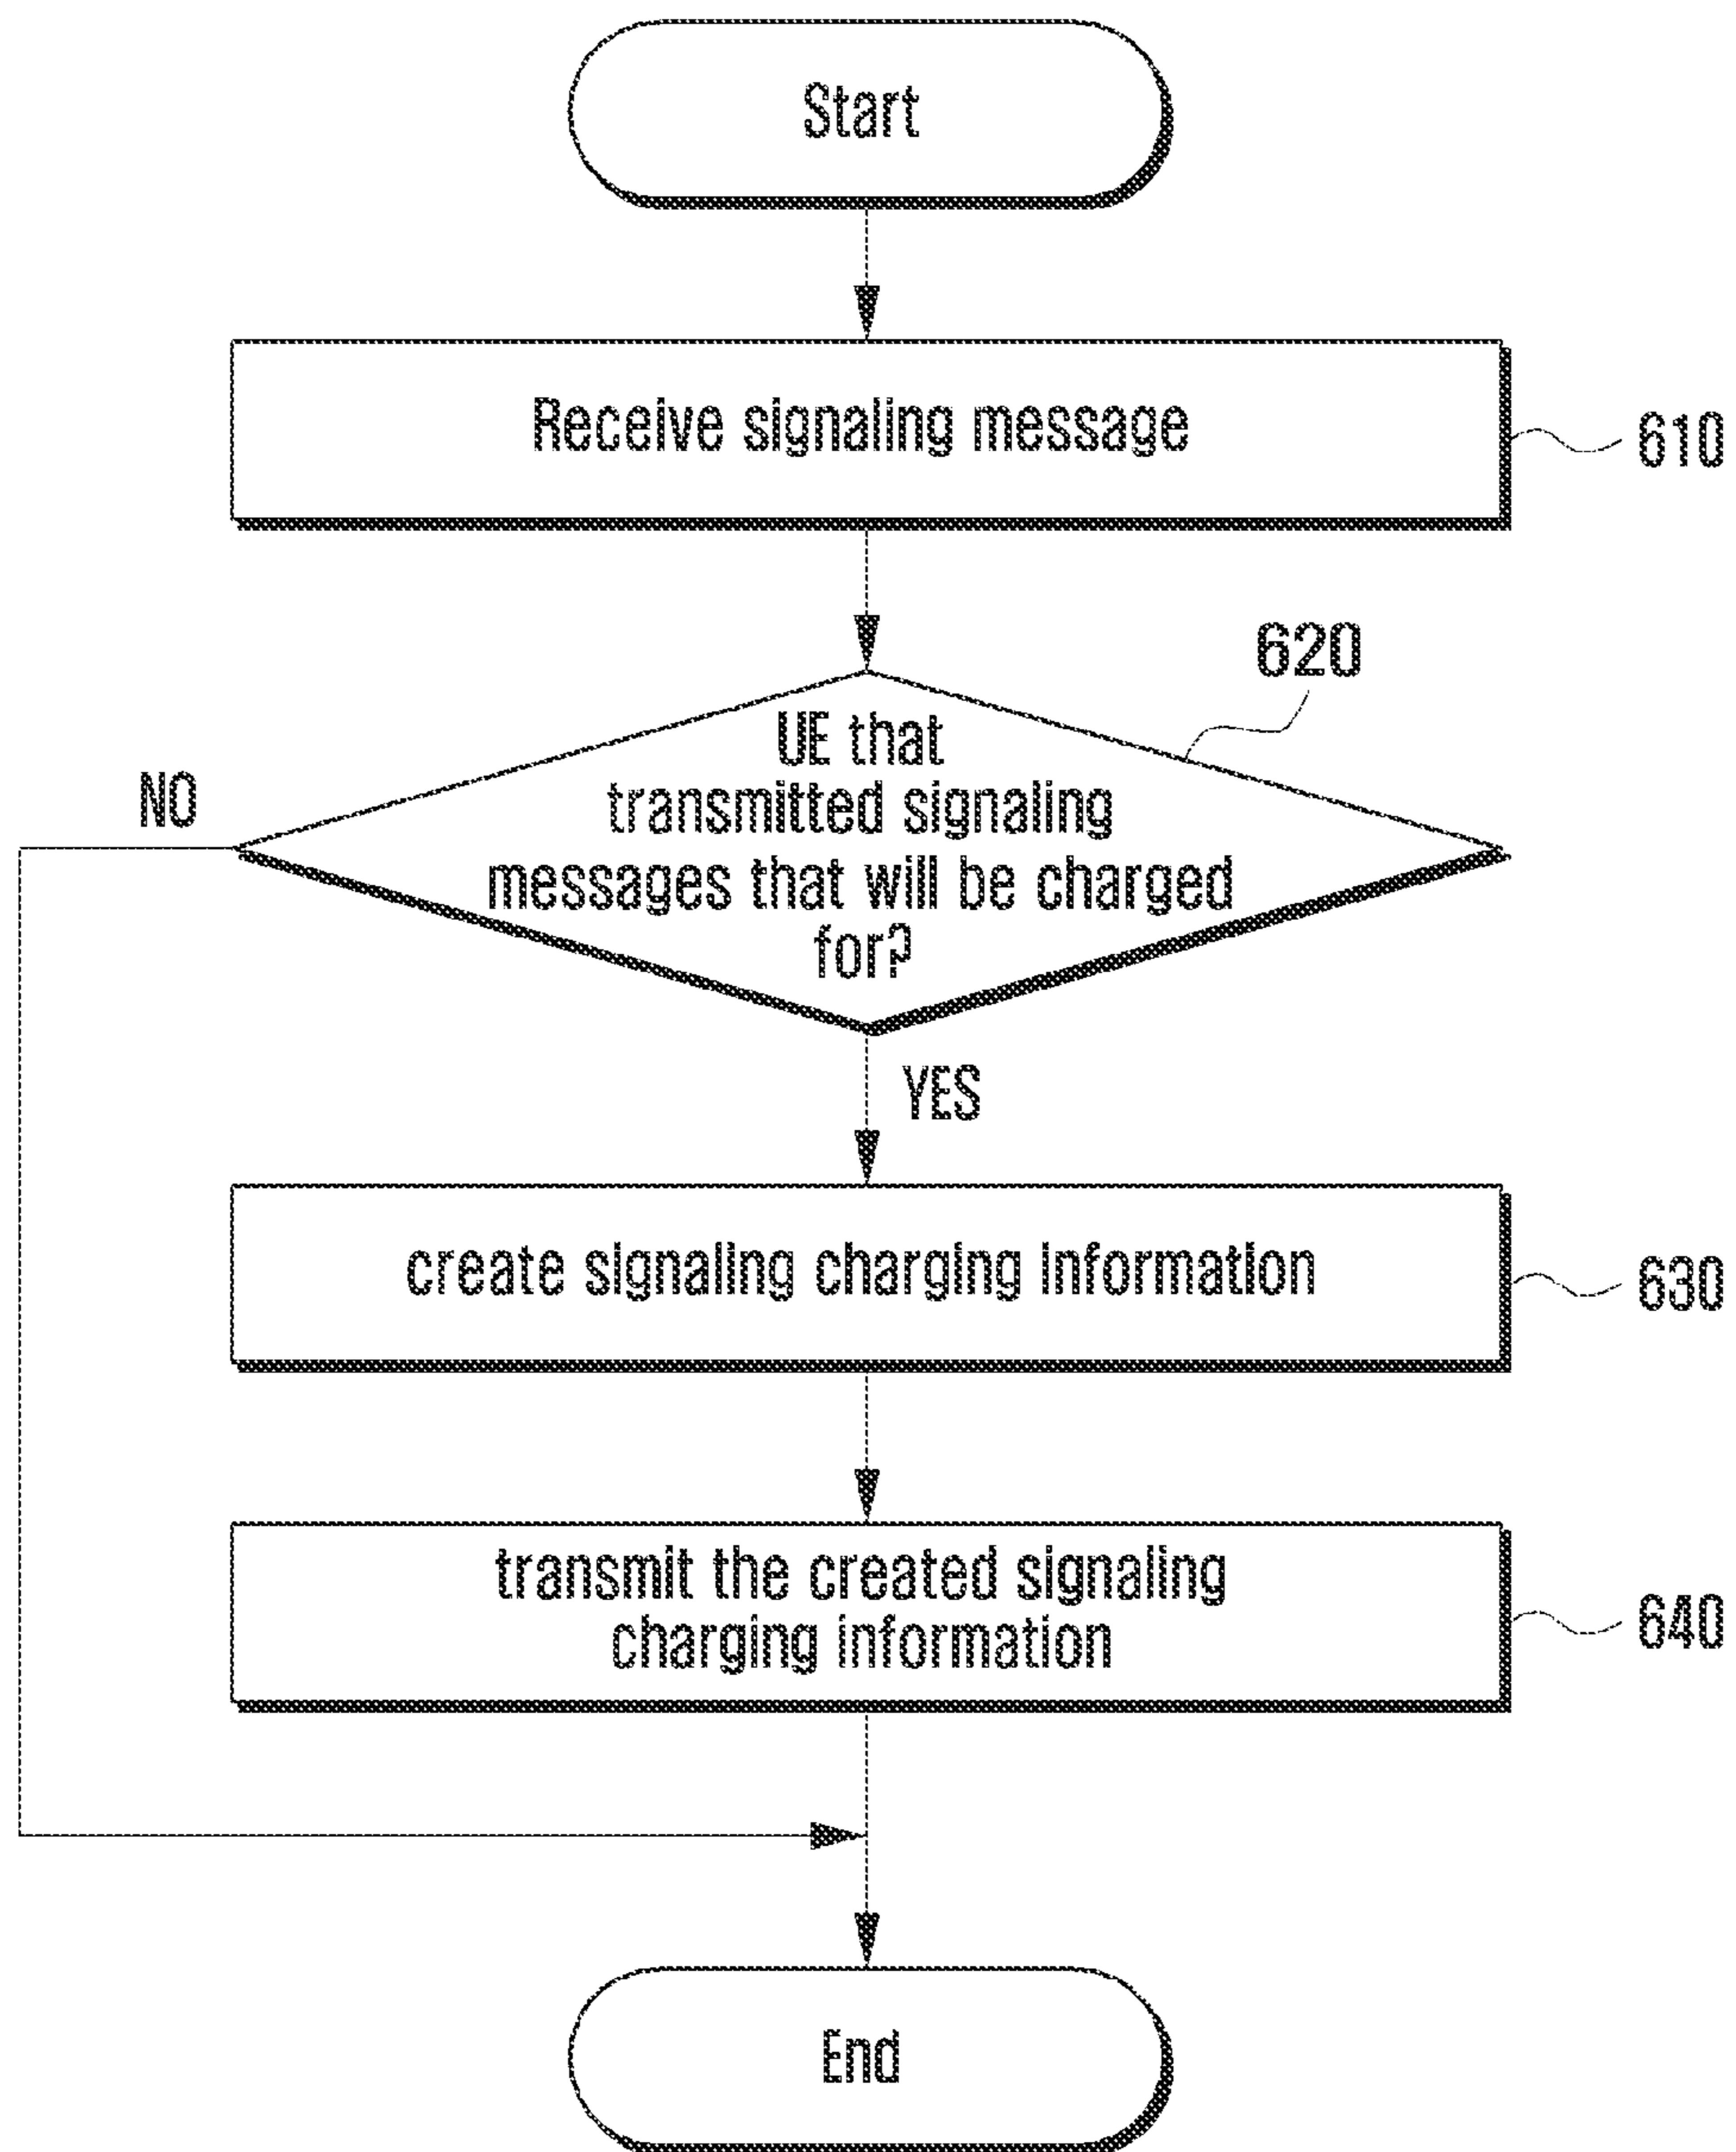 Start
Receive signaling message
610
620
UE that
transmitted signaling
messages that will be charged
for?
NO
YES
create signaling charging information
630
transmit the created signaling
charging information
640
End